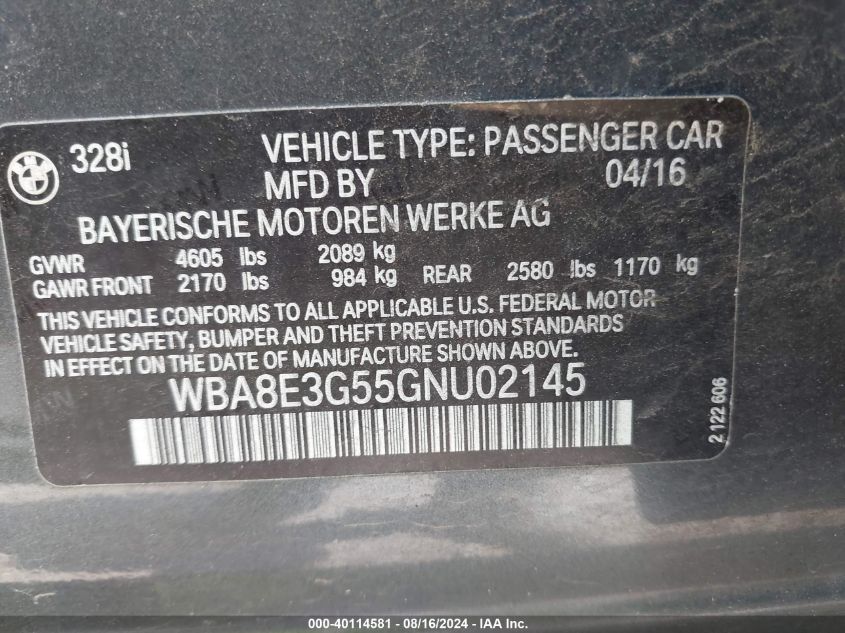 328i VEHICLE TYPE: PASSENGER CAR
MFD BY 04/16
BAYERISCHE MOTOREN WERKE AG
GVWR 4605 lbs 2089 kg
GAWR FRONT 2170 lbs 984 kg REAR 2580 lbs 1170 kg
THIS VEHICLE CONFORMS TO ALL APPLICABLE U.S. FEDERAL MOTOR
VEHICLE SAFETY, BUMPER AND THEFT PREVENTION STANDARDS
IN EFFECT ON THE DATE OF MANUFACTURE SHOWN ABOVE.
WBA8E3G55GNU02145
2 122 606
000-40114581 - 08/16/2024 - IAA Inc.